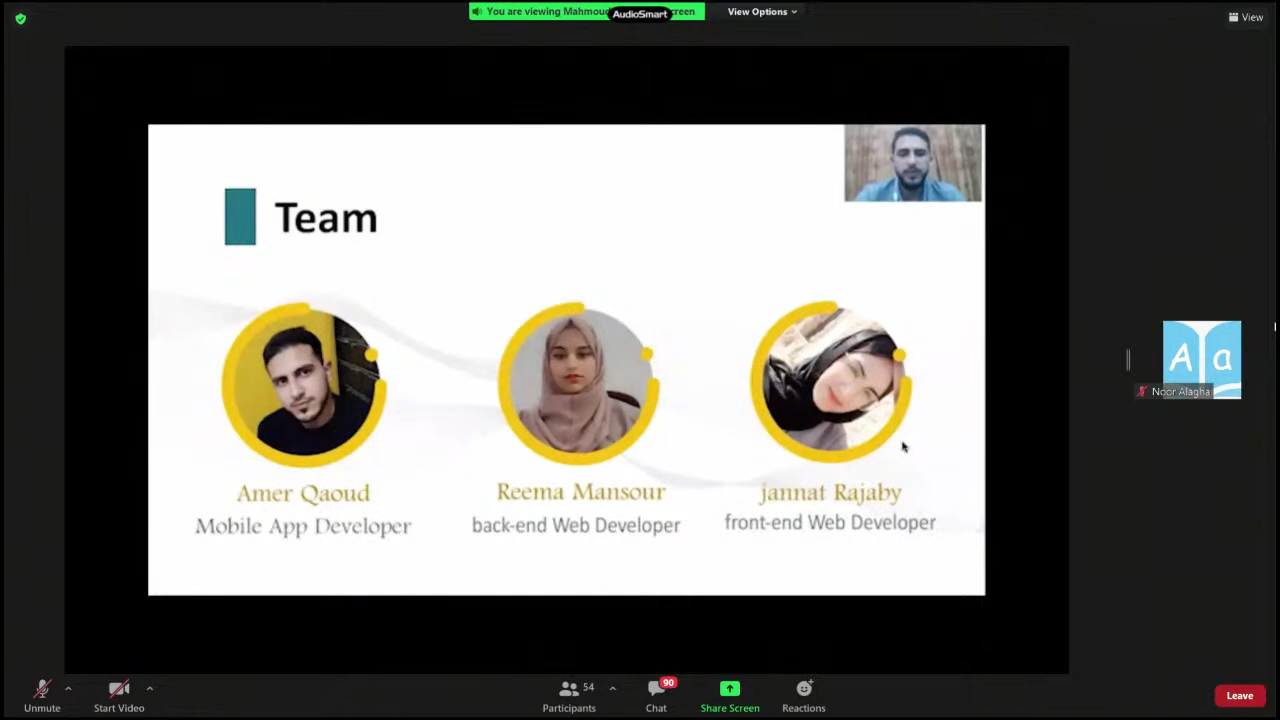 You are viewing Mahmoud
AudioSmart
reen
View Options
View
Team
Amer Qaoud
Mobile App Developer
Reema Mansour
back-end Web Developer
jannat Rajaby
front-end Web Developer
A a
Noor Alagha
Unmute
Start Video
54
Participants
90
Chat
Share Screen
Reactions
Leave